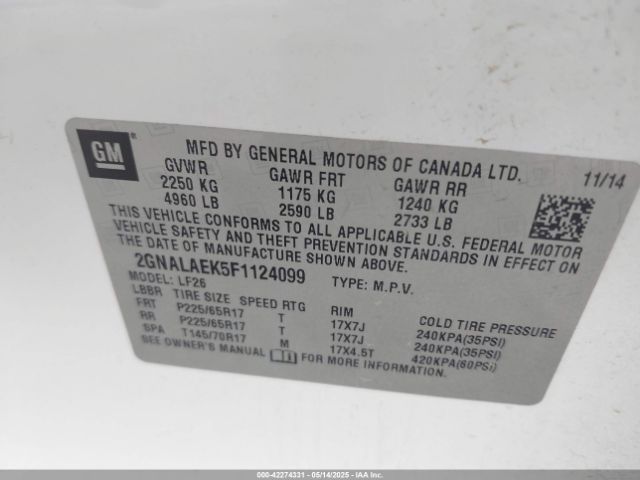 GM
MFD BY GENERAL MOTORS OF CANADA LTD.
11/14
GVWR GAWR FRT GAWR RR
2250 KG 1175 KG 1240 KG
4960 LB 2590 LB 2733 LB
THIS VEHICLE CONFORMS TO ALL APPLICABLE U.S. FEDERAL MOTOR
VEHICLE SAFETY AND THEFT PREVENTION STANDARDS IN EFFECT ON
THE DATE OF MANUFACTURE SHOWN ABOVE.
2GNALAEK5F1124099 TYPE: M.P.V.
MODEL: LF26
LBBR TIRE SIZE SPEED RTG RIM COLD TIRE PRESSURE
FRT P225/65R17 T 17X7J 240KPA(35PSI)
RR P225/65R17 T 17X7J 240KPA(35PSI)
SPA T145/70R17 M 17X4.5T 420KPA(60PSI)
SEE OWNER'S MANUAL FOR MORE INFORMATION.
000-42274331 - 05/14/2025 - IAAI.COM